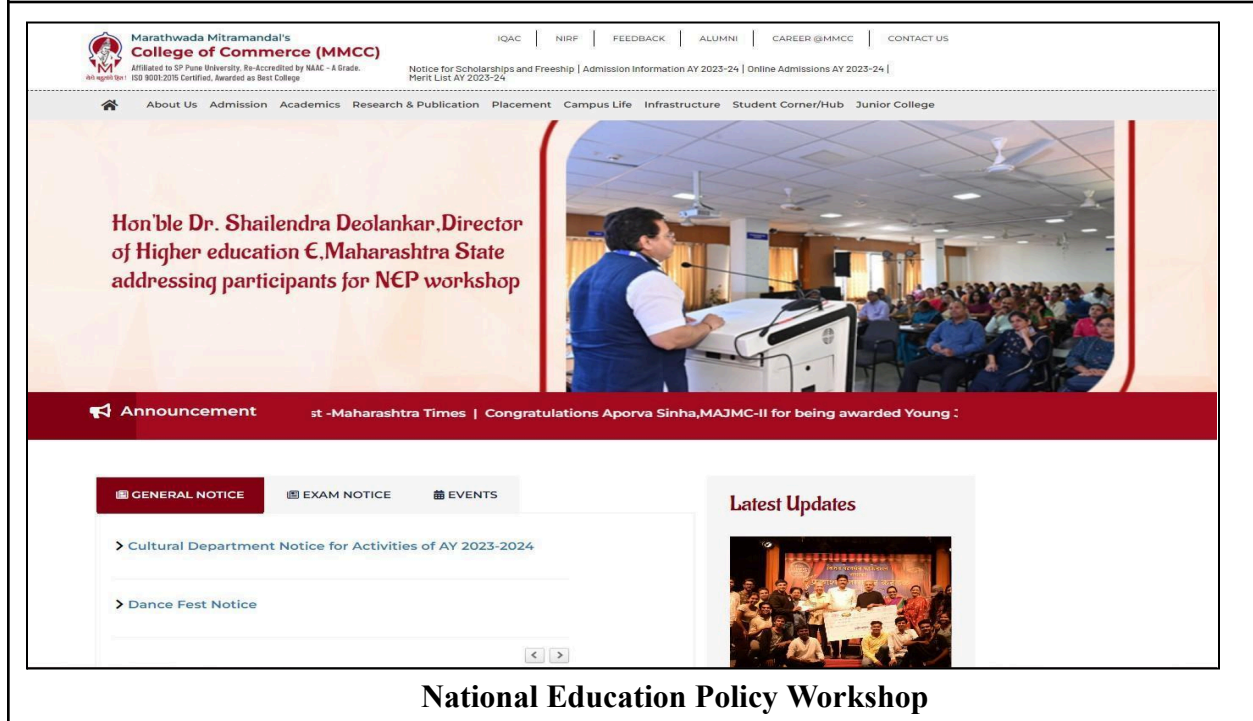 Marathwada Mitramandal's
College of Commerce (MMCC)
Affiliated to SP Pune University, Re-Accredited by NAAC - A Grade.
ISO 9001:2015 Certified, Awarded as Best College
IQAC | NIRF | FEEDBACK | ALUMNI | CAREER @MMCC | CONTACT US
Notice for Scholarships and Freeship | Admission Information AY 2023-24 | Online Admissions AY 2023-24 |
Merit List AY 2023-24
About Us Admission Academics Research & Publication Placement Campus Life Infrastructure Student Corner/Hub Junior College
Hon'ble Dr. Shailendra Deolankar,Director
of Higher education €,Maharashtra State
addressing participants for NEP workshop
Announcement
st -Maharashtra Times | Congratulations Aporva Sinha,MAJMC-II for being awarded Young
GENERAL NOTICE
EXAM NOTICE
EVENTS
Cultural Department Notice for Activities of AY 2023-2024
Dance Fest Notice
Latest Updates
National Education Policy Workshop